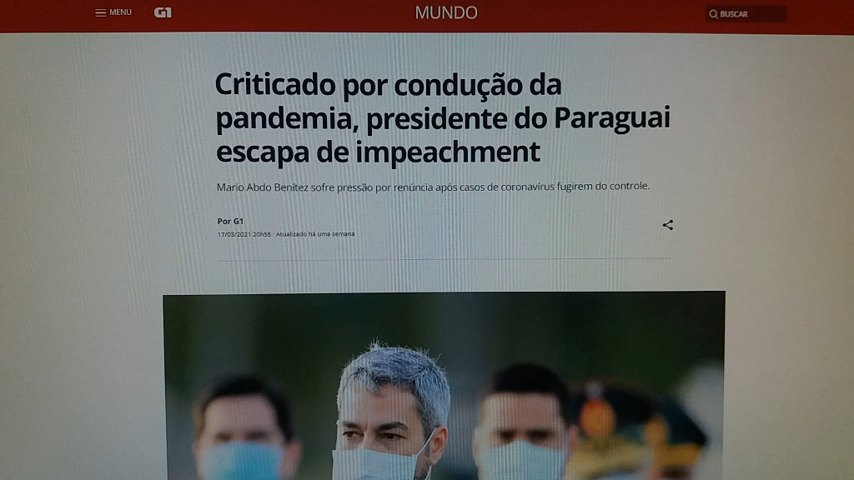 MENU
G1
MUNDO
BUSCAR
Criticado por condução da
pandemia, presidente do Paraguai
escapa de impeachment
Mario Abdo Benítez sofre pressão por renúncia após casos de coronavírus fugirem do controle.
Por G1
17/03/2021 20h55 · Atualizado há uma semana